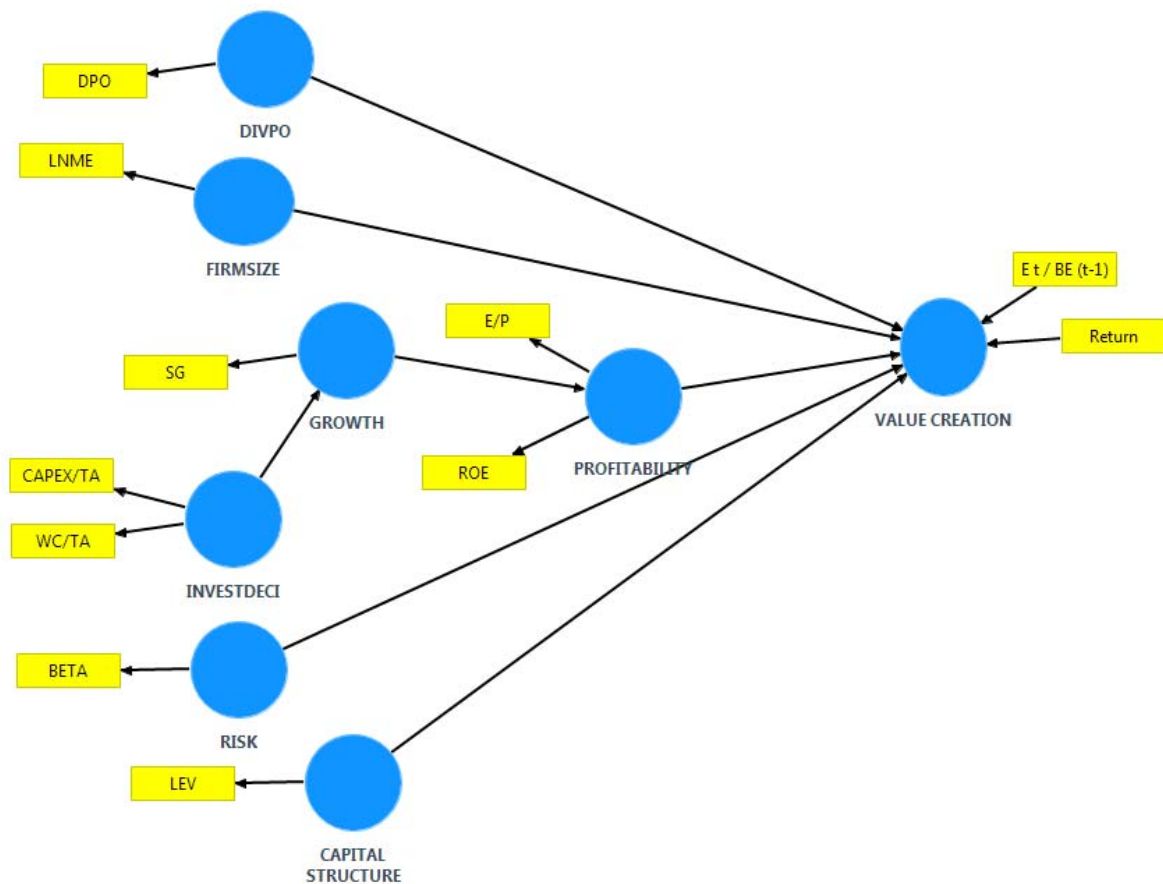 DPO
DIVPO
LNME
FIRMSIZE
E t / BE (t-1)
Return
VALUE CREATION
E/P
SG
GROWTH
ROE
PROFITABILITY
CAPEX/TA
WC/TA
INVESTDECI
BETA
RISK
LEV
CAPITAL
STRUCTURE